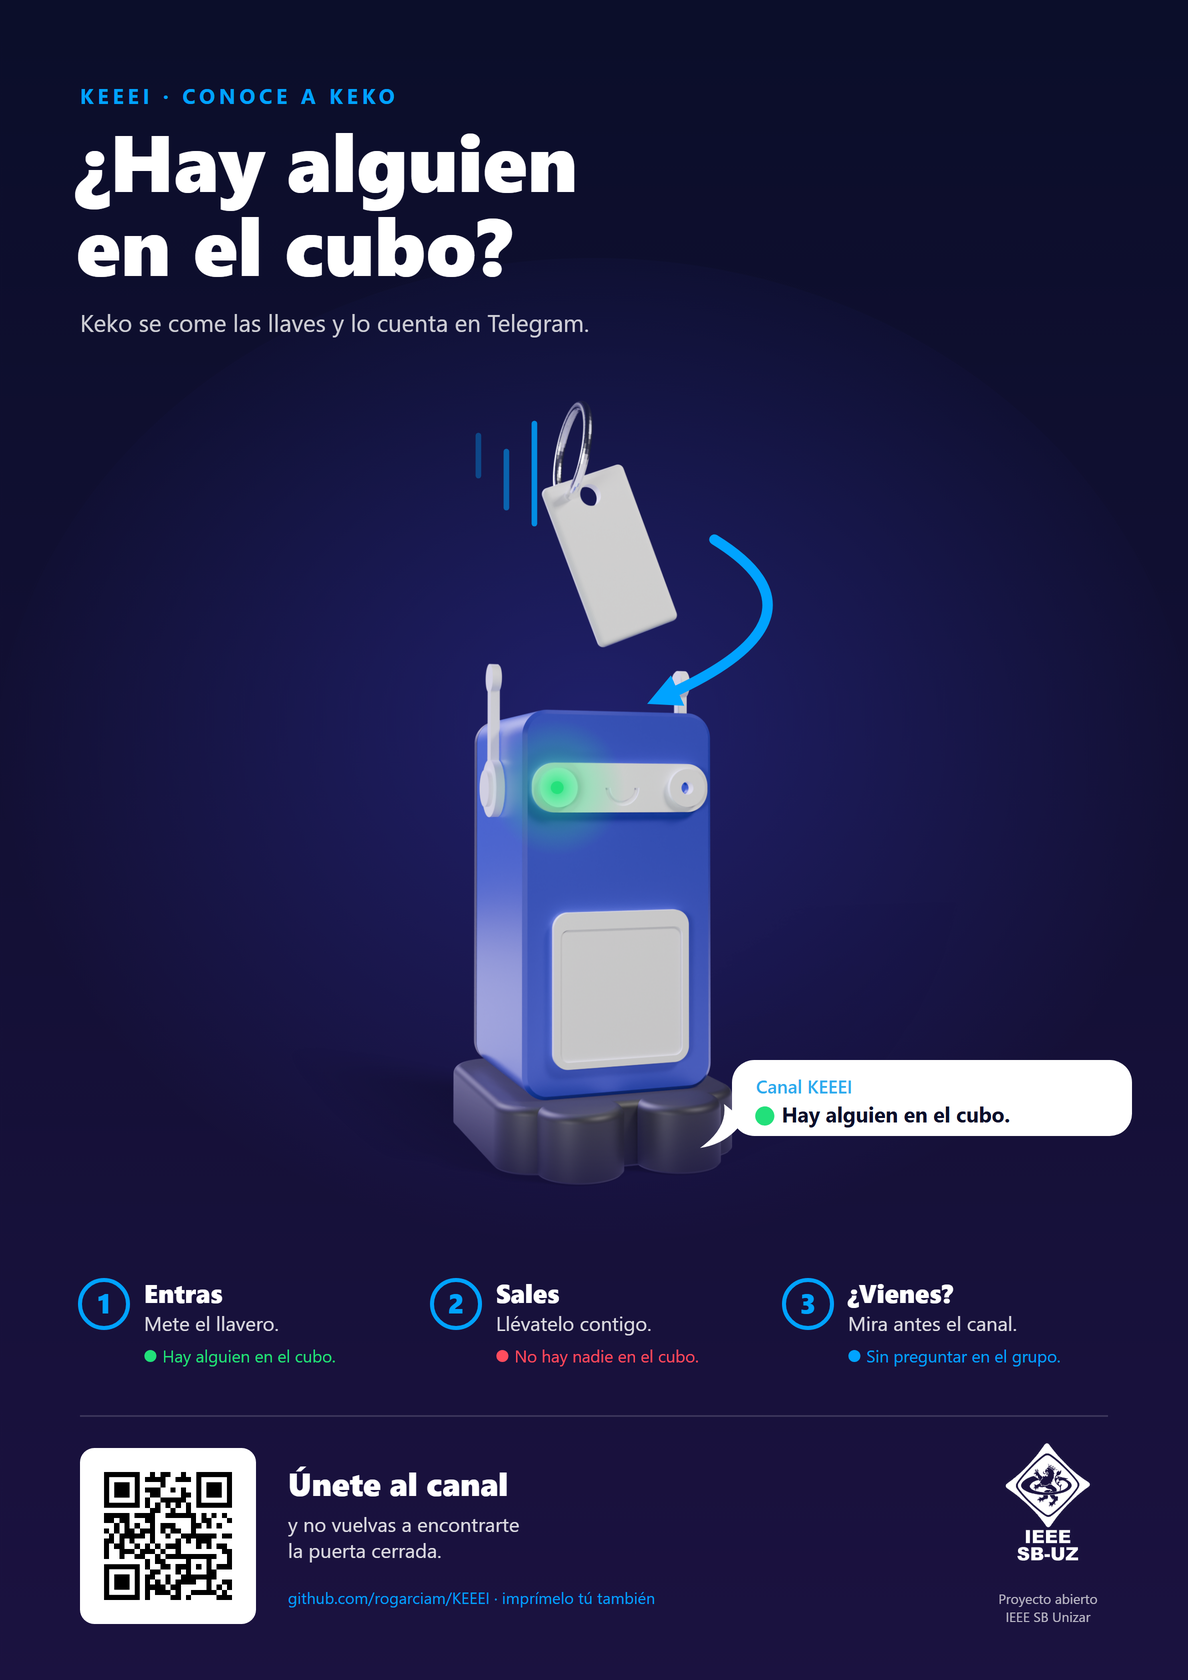 KEEEI · CONOCE A KEKO
¿Hay alguien
en el cubo?
Keko se come las llaves y lo cuenta en Telegram.
Canal KEEEI
Hay alguien en el cubo.
1
Entras
Mete el llavero.
Hay alguien en el cubo.
2
Sales
Llévatelo contigo.
No hay nadie en el cubo.
3
¿Vienes?
Mira antes el canal.
Sin preguntar en el grupo.
Únete al canal
y no vuelvas a encontrarte
la puerta cerrada.
github.com/rogarciam/KEEEI · imprímelo tú también
IEEE
SB-UZ
Proyecto abierto
IEEE SB Unizar